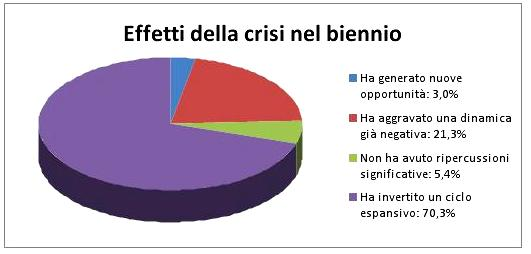 Effetti della crisi nel biennio
Ha generato nuove
opportunità: 3,0%
Ha aggravato una dinamica
già negativa: 21,3%
Non ha avuto ripercussioni
significative: 5,4%
Ha invertito un ciclo
espansivo: 70,3%